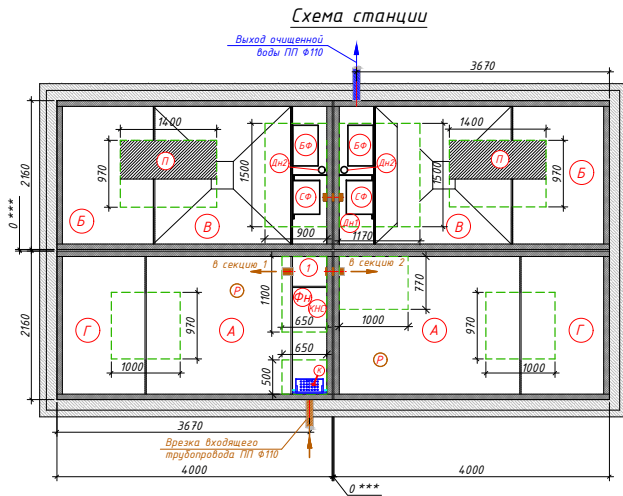 Схема станции
Выход очищенной
воды ПП Ф110
3670
1400
1400
970
1500
БФ
БФ
Дн2
Дн2
П
П
1500
970
2160
СФ
СФ
Б
Б
В
Дн1
В
0 ***
900
1170
в секцию 1
1
в секцию 2
770
Р
Фн
КНС
1100
Г
970
А
650
1000
А
970
Г
2160
650
Р
1000
1000
500
К
3670
Врезка входящего
трубопровода ПП Ф110
4000
4000
0 ***